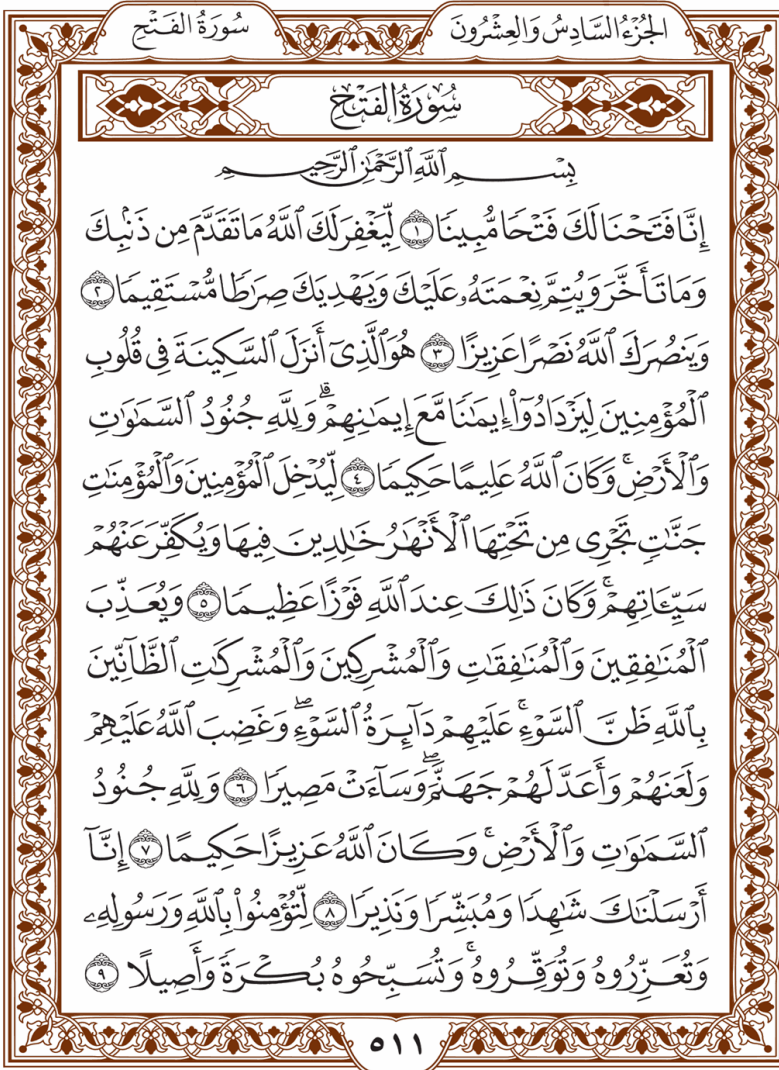 الجُزْءُ السَّادِسُ وَالعِشْرُونَ
سُورَةُ الفَتْحِ
سُورَةُ الفَتْحِ
بِسْمِ ٱللَّهِ ٱلرَّحْمَٰنِ ٱلرَّحِيمِ
إِنَّا فَتَحْنَا لَكَ فَتْحًا مُّبِينًا ١ لِّيَغْفِرَ لَكَ ٱللَّهُ مَا تَقَدَّمَ مِن ذَنۢبِكَ
وَمَا تَأَخَّرَ وَيُتِمَّ نِعْمَتَهُۥ عَلَيْكَ وَيَهْدِيَكَ صِرَٰطًا مُّسْتَقِيمًا ٢
وَيَنصُرَكَ ٱللَّهُ نَصْرًا عَزِيزًا ٣ هُوَ ٱلَّذِىٓ أَنزَلَ ٱلسَّكِينَةَ فِى قُلُوبِ
ٱلْمُؤْمِنِينَ لِيَزْدَادُوٓا۟ إِيمَٰنًا مَّعَ إِيمَٰنِهِمْ ۗ وَلِلَّهِ جُنُودُ ٱلسَّمَٰوَٰتِ
وَٱلْأَرْضِ ۚ وَكَانَ ٱللَّهُ عَلِيمًا حَكِيمًا ٤ لِّيُدْخِلَ ٱلْمُؤْمِنِينَ وَٱلْمُؤْمِنَٰتِ
جَنَّٰتٍ تَجْرِى مِن تَحْتِهَا ٱلْأَنْهَٰرُ خَٰلِدِينَ فِيهَا وَيُكَفِّرَ عَنْهُمْ
سَيِّـَٔاتِهِمْ ۚ وَكَانَ ذَٰلِكَ عِندَ ٱللَّهِ فَوْزًا عَظِيمًا ٥ وَيُعَذِّبَ
ٱلْمُنَٰفِقِينَ وَٱلْمُنَٰفِقَٰتِ وَٱلْمُشْرِكِينَ وَٱلْمُشْرِكَٰتِ ٱلظَّآنِّينَ
بِٱللَّهِ ظَنَّ ٱلسَّوْءِ ۚ عَلَيْهِمْ دَآئِرَةُ ٱلسَّوْءِ ۖ وَغَضِبَ ٱللَّهُ عَلَيْهِمْ
وَلَعَنَهُمْ وَأَعَدَّ لَهُمْ جَهَنَّمَ ۖ وَسَآءَتْ مَصِيرًا ٦ وَلِلَّهِ جُنُودُ
ٱلسَّمَٰوَٰتِ وَٱلْأَرْضِ ۚ وَكَانَ ٱللَّهُ عَزِيزًا حَكِيمًا ٧ إِنَّآ
أَرْسَلْنَٰكَ شَٰهِدًا وَمُبَشِّرًا وَنَذِيرًا ٨ لِّتُؤْمِنُوا۟ بِٱللَّهِ وَرَسُولِهِۦ
وَتُعَزِّرُوهُ وَتُوَقِّرُوهُ ۚ وَتُسَبِّحُوهُ بُكْرَةً وَأَصِيلًا ٩
٥١١